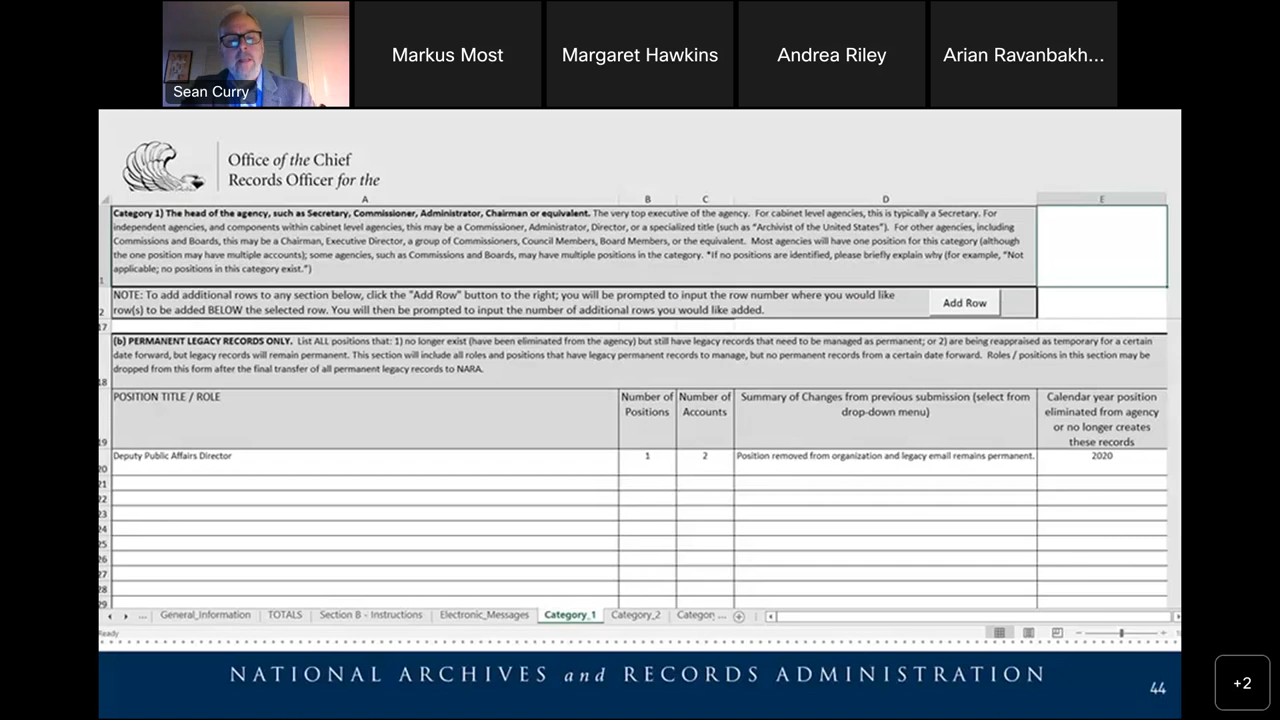 Sean Curry
Markus Most
Margaret Hawkins
Andrea Riley
Arian Ravanbakh...
Office of the Chief
Records Officer for the
A B C D E
Category 1) The head of the agency, such as Secretary, Commissioner, Administrator, Chairman or equivalent. The very top executive of the agency. For cabinet level agencies, this is typically a Secretary. For
independent agencies, and components within cabinet level agencies, this may be a Commissioner, Administrator, Director, or a specialized title (such as "Archivist of the United States"). For other agencies, including
Commissions and Boards, this may be a Chairman, Executive Director, a group of Commissioners, Council Members, Board Members, or the equivalent. Most agencies will have one position for this category (although
the one position may have multiple accounts); some agencies, such as Commissions and Boards, may have multiple positions in the category. *If no positions are identified, please briefly explain why (for example, "Not
applicable; no positions in this category exist.")
1
NOTE: To add additional rows to any section below, click the "Add Row" button to the right; you will be prompted to input the row number where you would like
row(s) to be added BELOW the selected row. You will then be prompted to input the number of additional rows you would like added.
Add Row
2
17
(b) PERMANENT LEGACY RECORDS ONLY. List ALL positions that: 1) no longer exist (have been eliminated from the agency) but still have legacy records that need to be managed as permanent; or 2) are being reappraised as temporary for a certain
date forward, but legacy records will remain permanent. This section will include all roles and positions that have legacy permanent records to manage, but no permanent records from a certain date forward. Roles / positions in this section may be
dropped from this form after the final transfer of all permanent legacy records to NARA.
18
POSITION TITLE / ROLE
Number of
Positions
Number of
Accounts
Summary of Changes from previous submission (select from
drop-down menu)
Calendar year position
eliminated from agency
or no longer creates
these records
19
Deputy Public Affairs Director 1 2 Position removed from organization and legacy email remains permanent. 2020
20
21
22
23
24
25
26
27
28
29
... General_Information TOTALS Section B - Instructions Electronic_Messages Category_1 Category_2 Categor ...
Ready
NATIONAL ARCHIVES and RECORDS ADMINISTRATION
44
+2